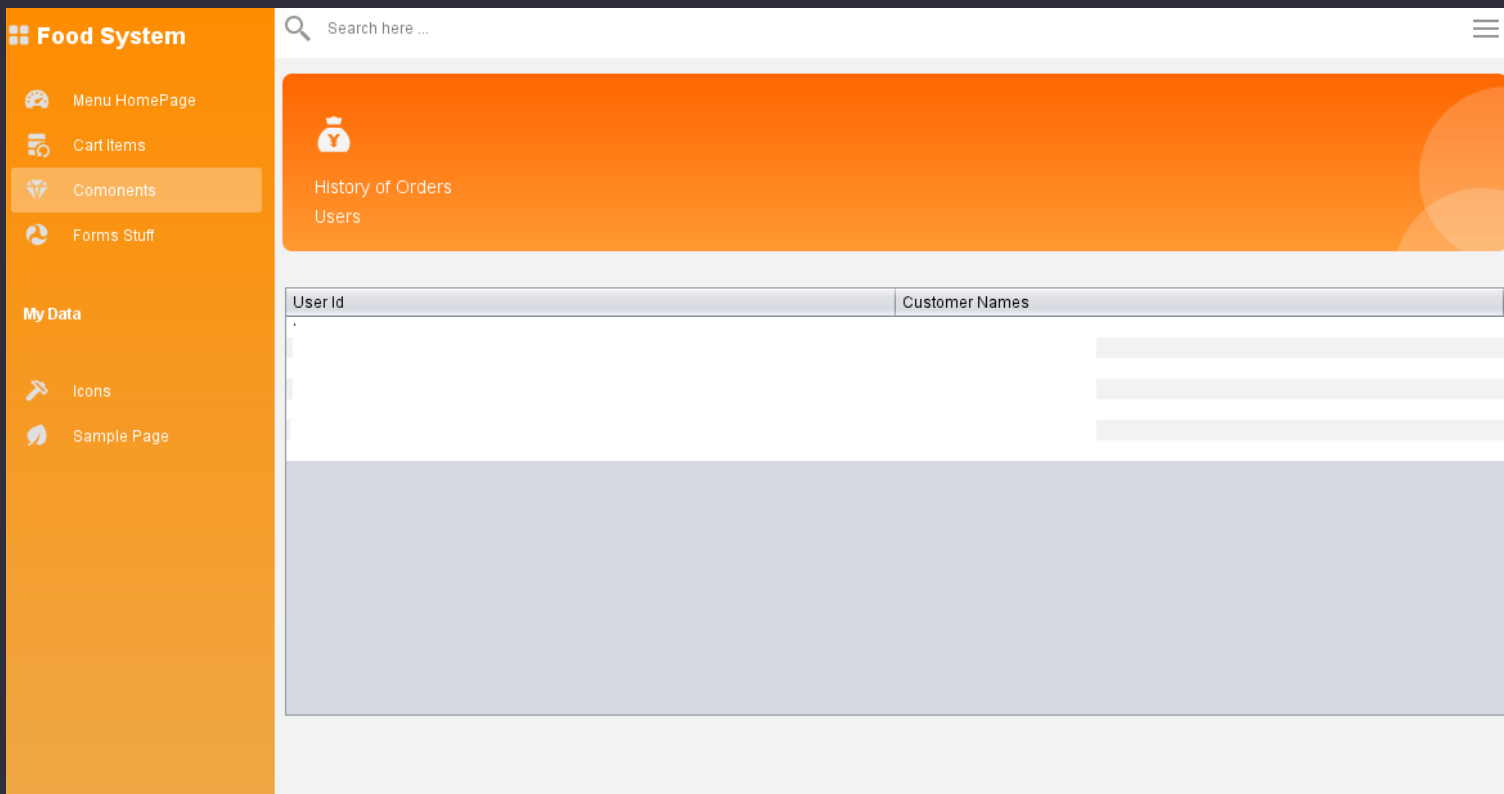 Food System
Menu HomePage
Cart Items
Comonents
Forms Stuff
My Data
Icons
Sample Page
Search here ...
¥
History of Orders
Users
User Id	Customer Names